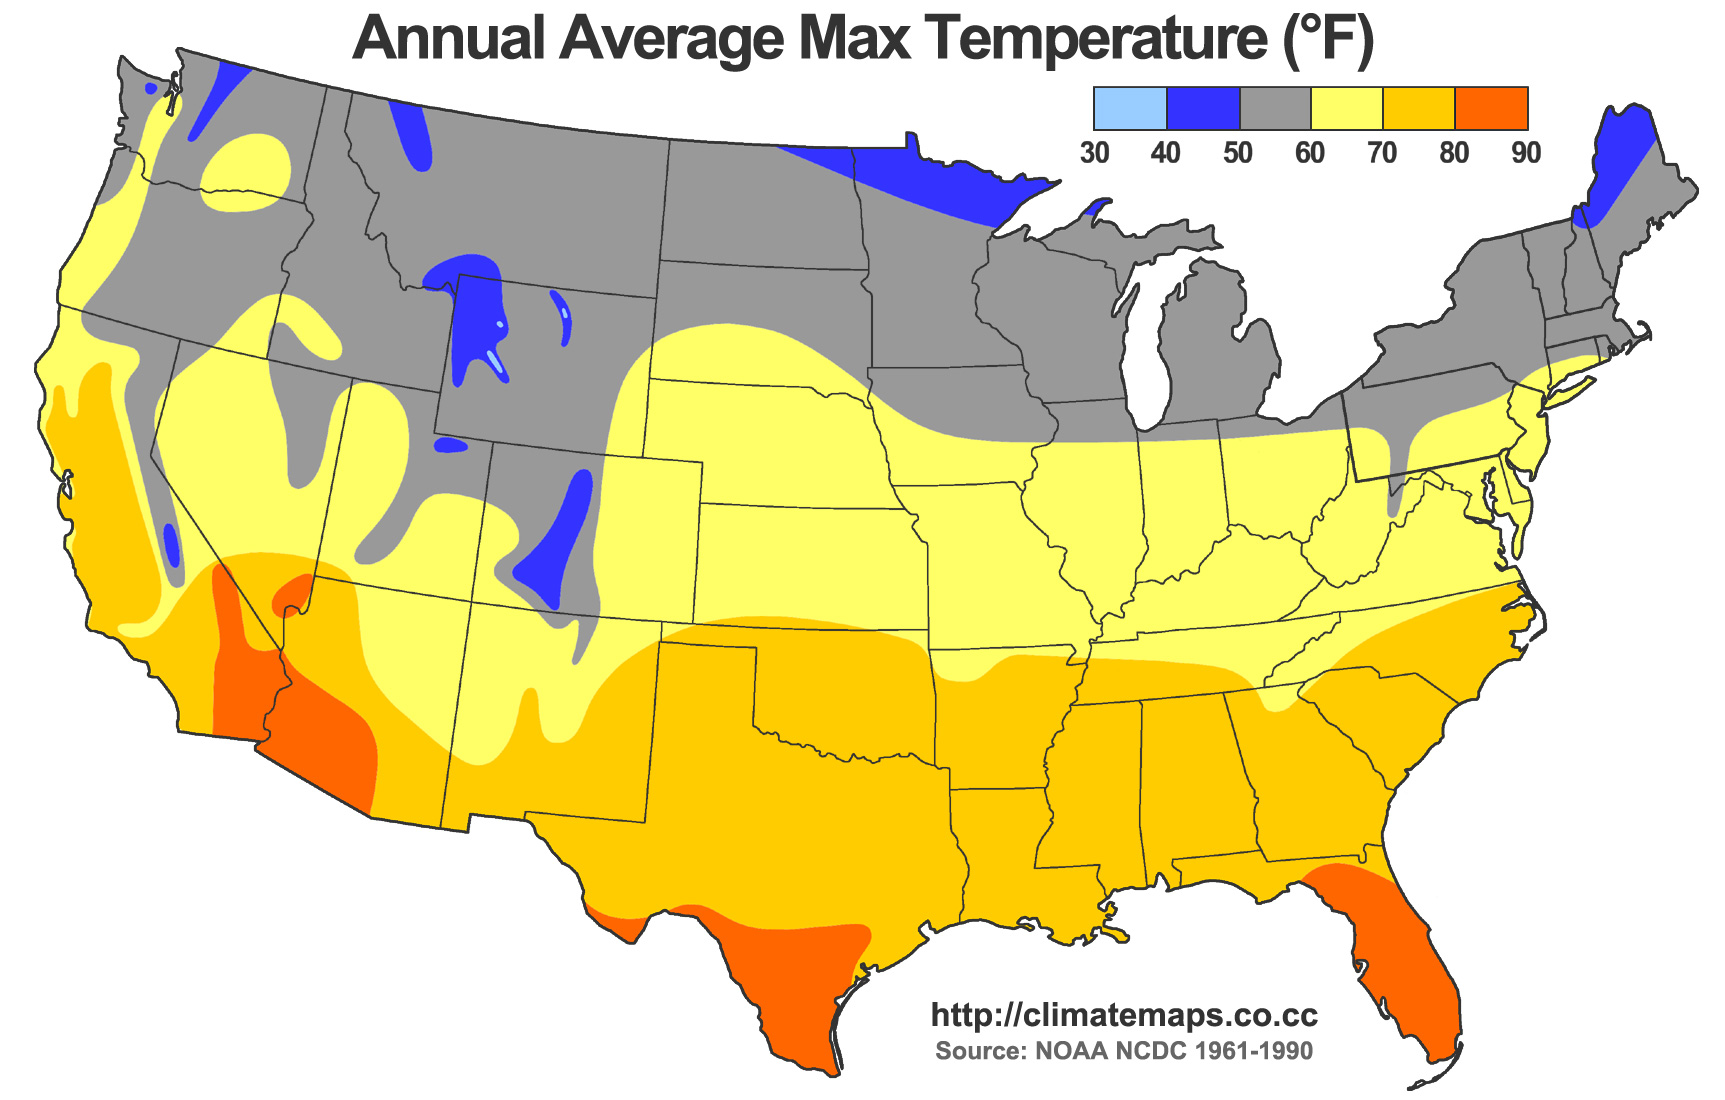 Annual Average Max Temperature (°F)
30 40 50 60 70 80 90
http://climatemaps.co.cc
Source: NOAA NCDC 1961-1990